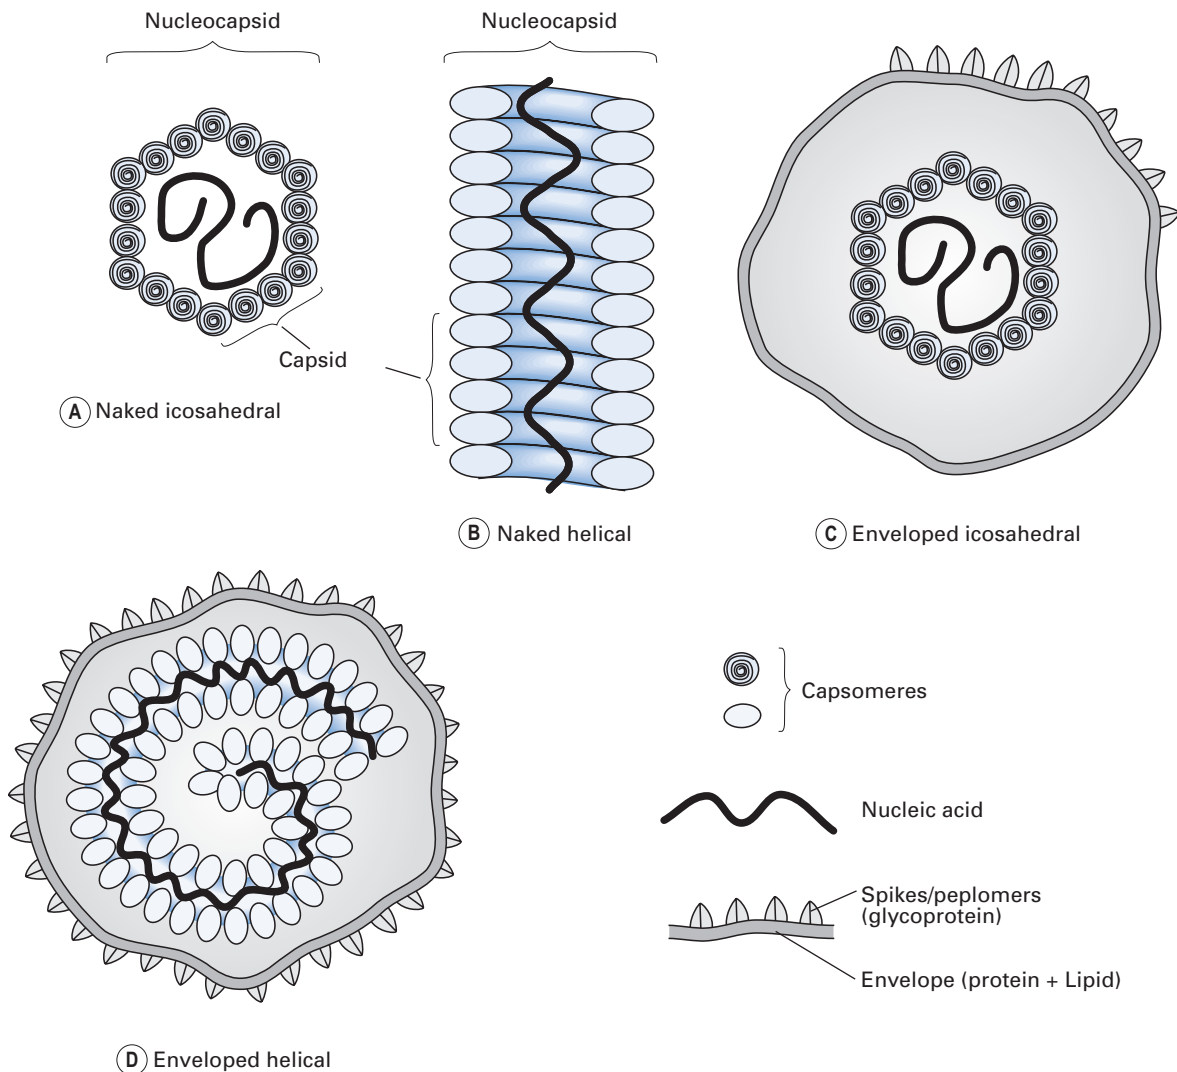 Nucleocapsid
Nucleocapsid
Capsid
A Naked icosahedral
B Naked helical
C Enveloped icosahedral
Capsomeres
Nucleic acid
Spikes/peplomers
(glycoprotein)
Envelope (protein + Lipid)
D Enveloped helical